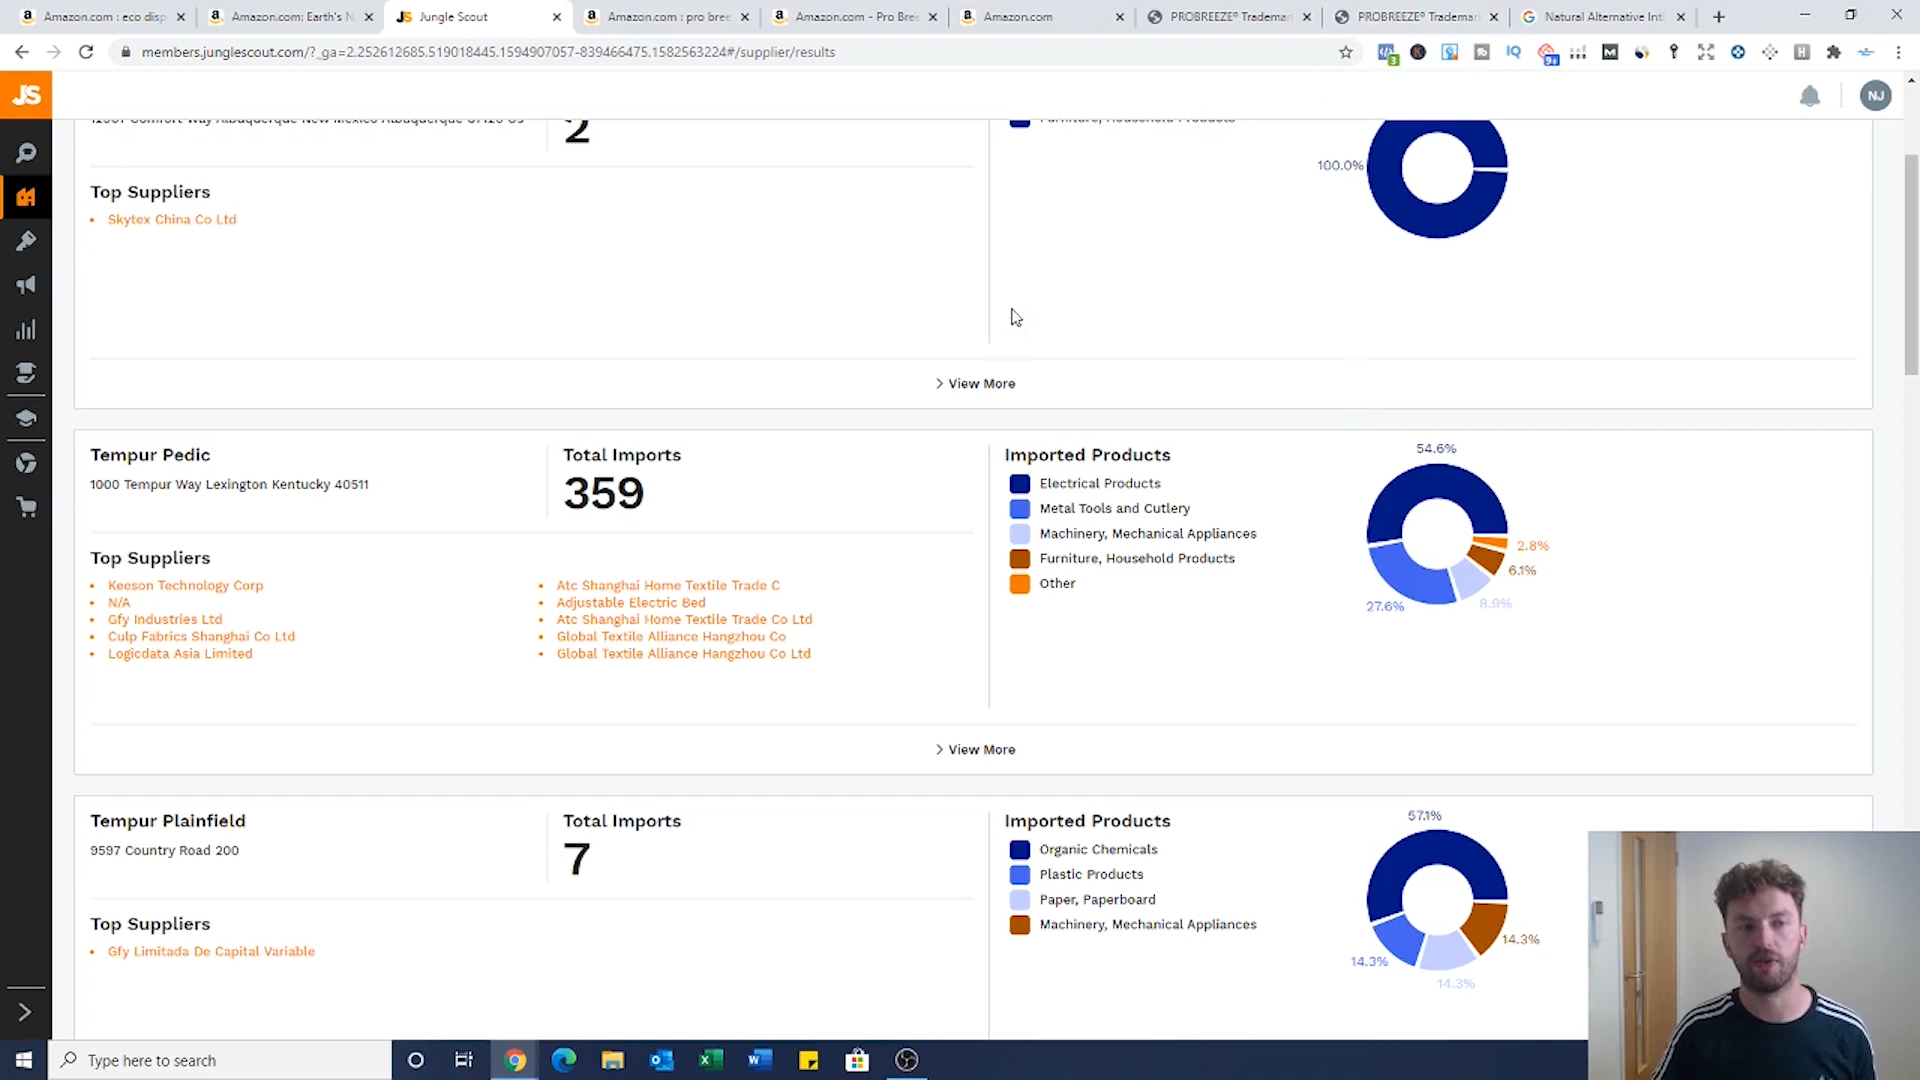 Amazon.com : eco disp
Amazon.com: Earth's N
Jungle Scout
Amazon.com : pro bree
Amazon.com - Pro Bre
Amazon.com
PROBREEZE® Trademar
PROBREEZE® Trademar
Natural Alternative Int
members.junglescout.com/?_ga=2.252612685.519018445.1594907057-839466475.1582563224#/supplier/results
JS
NJ
2
100.0%
Top Suppliers
Skytex China Co Ltd
View More
Tempur Pedic
1000 Tempur Way Lexington Kentucky 40511
Total Imports
359
Imported Products
Electrical Products
Metal Tools and Cutlery
Machinery, Mechanical Appliances
Furniture, Household Products
Other
54.6%
2.8%
6.1%
8.9%
27.6%
Top Suppliers
Keeson Technology Corp
N/A
Gfy Industries Ltd
Culp Fabrics Shanghai Co Ltd
Logicdata Asia Limited
Atc Shanghai Home Textile Trade C
Adjustable Electric Bed
Atc Shanghai Home Textile Trade Co Ltd
Global Textile Alliance Hangzhou Co
Global Textile Alliance Hangzhou Co Ltd
View More
Tempur Plainfield
9597 Country Road 200
Total Imports
7
Imported Products
Organic Chemicals
Plastic Products
Paper, Paperboard
Machinery, Mechanical Appliances
57.1%
14.3%
14.3%
14.3%
Top Suppliers
Gfy Limitada De Capital Variable
Type here to search